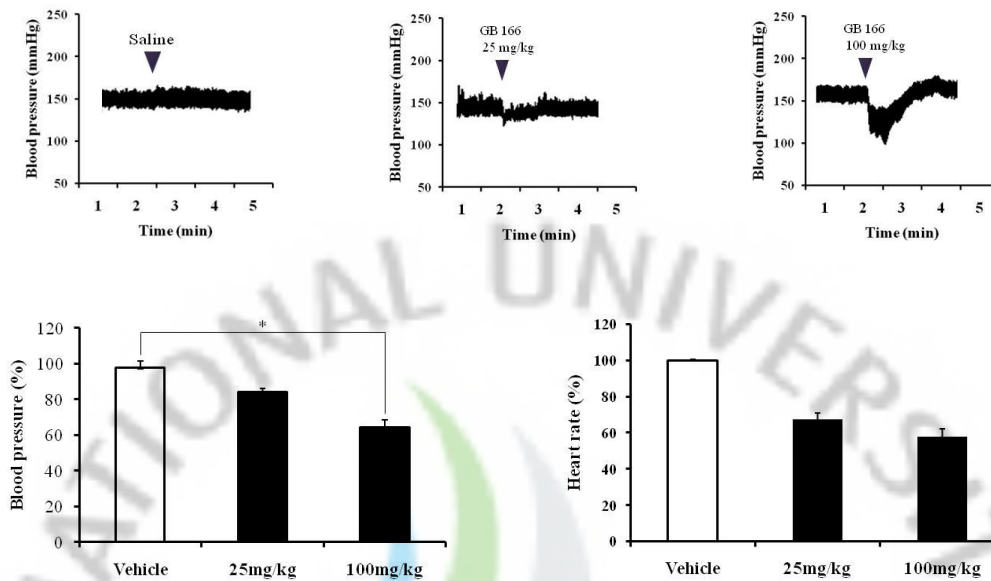 Saline
Blood pressure (mmHg)
250
200
150
100
50
1 2 3 4 5
Time (min)
GB 166
25 mg/kg
Blood pressure (mmHg)
250
200
150
100
50
1 2 3 4 5
Time (min)
GB 166
100 mg/kg
Blood pressure (mmHg)
250
200
150
100
50
1 2 3 4 5
Time (min)
NATIONAL UNIVERSITY
Blood pressure (%)
120
100
80
60
40
20
0
*
Vehicle 25mg/kg 100mg/kg
Heart rate (%)
120
100
80
60
40
20
0
Vehicle 25mg/kg 100mg/kg